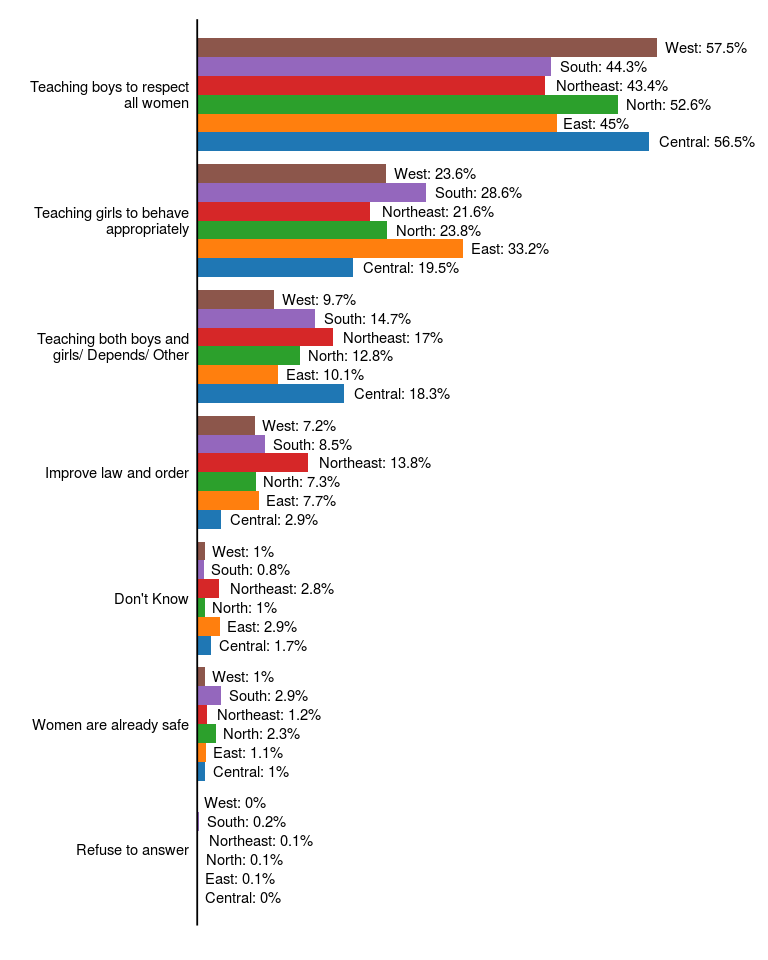 West: 57.5%
South: 44.3%
Teaching boys to respect
all women
Northeast: 43.4%
North: 52.6%
East: 45%
Central: 56.5%
West: 23.6%
South: 28.6%
Teaching girls to behave
appropriately
Northeast: 21.6%
North: 23.8%
East: 33.2%
Central: 19.5%
West: 9.7%
South: 14.7%
Teaching both boys and
girls/ Depends/ Other
Northeast: 17%
North: 12.8%
East: 10.1%
Central: 18.3%
West: 7.2%
South: 8.5%
Improve law and order
Northeast: 13.8%
North: 7.3%
East: 7.7%
Central: 2.9%
West: 1%
South: 0.8%
Don't Know
Northeast: 2.8%
North: 1%
East: 2.9%
Central: 1.7%
West: 1%
South: 2.9%
Women are already safe
Northeast: 1.2%
North: 2.3%
East: 1.1%
Central: 1%
West: 0%
South: 0.2%
Refuse to answer
Northeast: 0.1%
North: 0.1%
East: 0.1%
Central: 0%